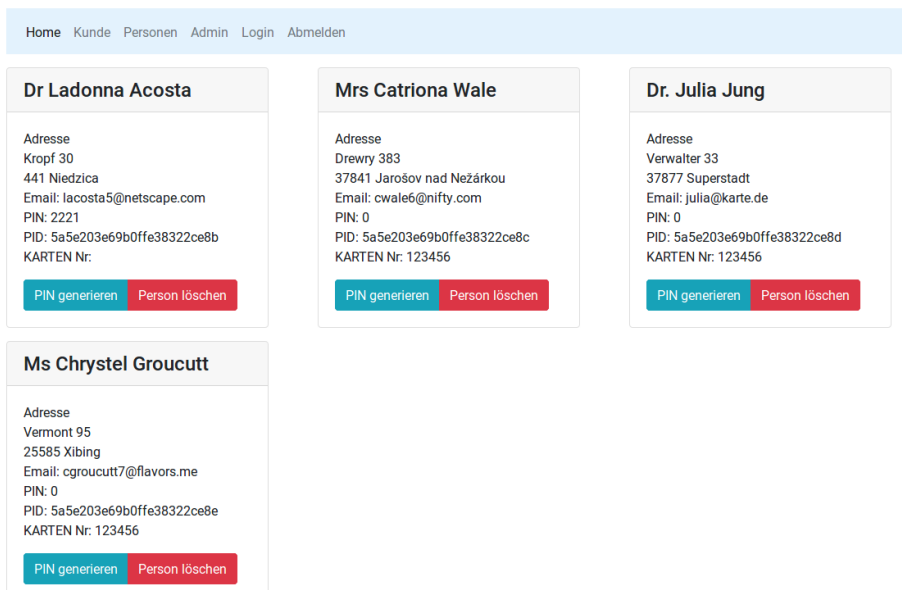 Home Kunde Personen Admin Login Abmelden
Dr Ladonna Acosta
Adresse
Kropf 30
441 Niedzica
Email: lacosta5@netscape.com
PIN: 2221
PID: 5a5e203e69b0ffe38322ce8b
KARTEN Nr:
PIN generieren Person löschen
Mrs Catriona Wale
Adresse
Drewry 383
37841 Jarošov nad Nežárkou
Email: cwale6@nifty.com
PIN: 0
PID: 5a5e203e69b0ffe38322ce8c
KARTEN Nr: 123456
PIN generieren Person löschen
Dr. Julia Jung
Adresse
Verwalter 33
37877 Superstadt
Email: julia@karte.de
PIN: 0
PID: 5a5e203e69b0ffe38322ce8d
KARTEN Nr: 123456
PIN generieren Person löschen
Ms Chrystel Groucutt
Adresse
Vermont 95
25585 Xibing
Email: cgroucutt7@flavors.me
PIN: 0
PID: 5a5e203e69b0ffe38322ce8e
KARTEN Nr: 123456
PIN generieren Person löschen